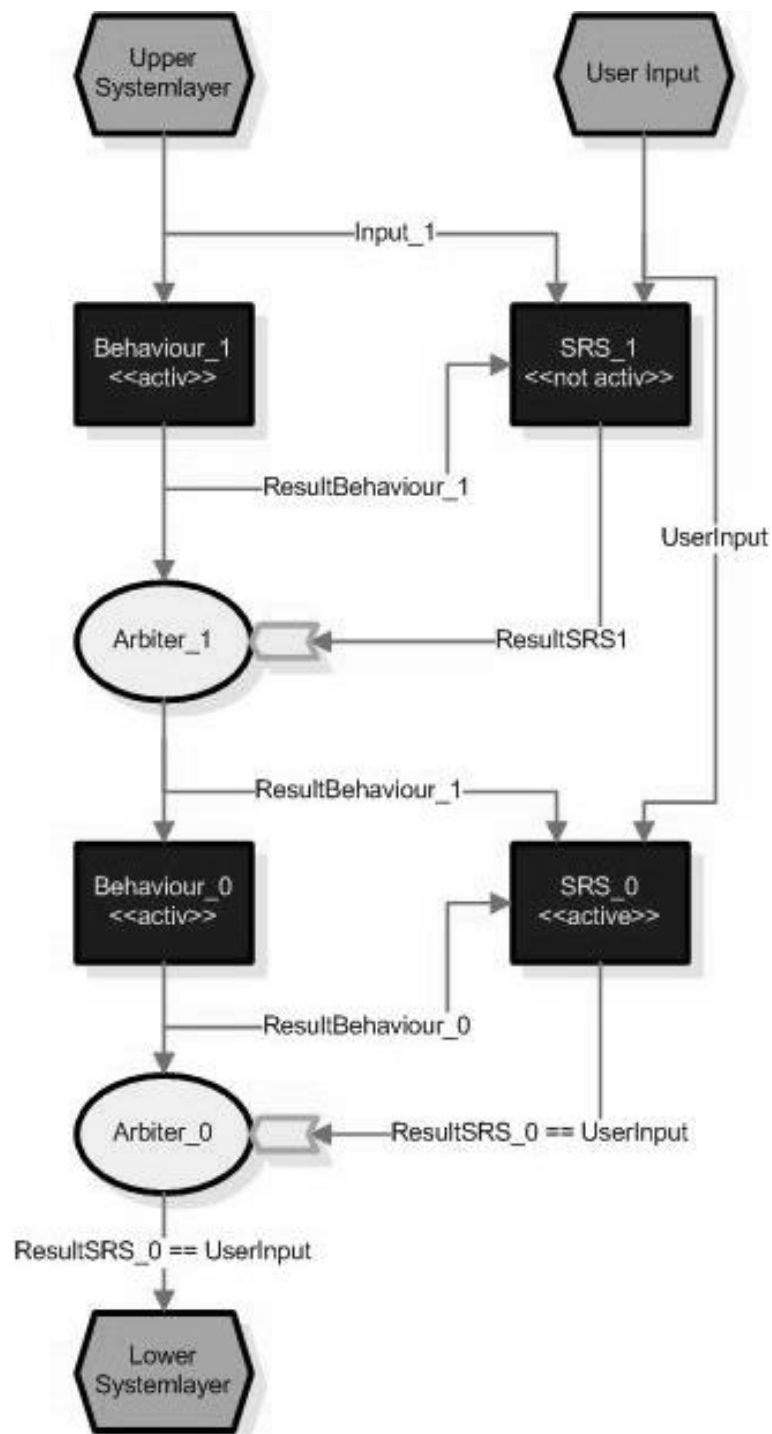 Upper
Systemlayer
User Input
Input_1
Behaviour_1
<<activ>>
SRS_1
<<not activ>>
ResultBehaviour_1
UserInput
Arbiter_1
ResultSRS1
ResultBehaviour_1
Behaviour_0
<<activ>>
SRS_0
<<active>>
ResultBehaviour_0
Arbiter_0
ResultSRS_0 == UserInput
ResultSRS_0 == UserInput
Lower
Systemlayer